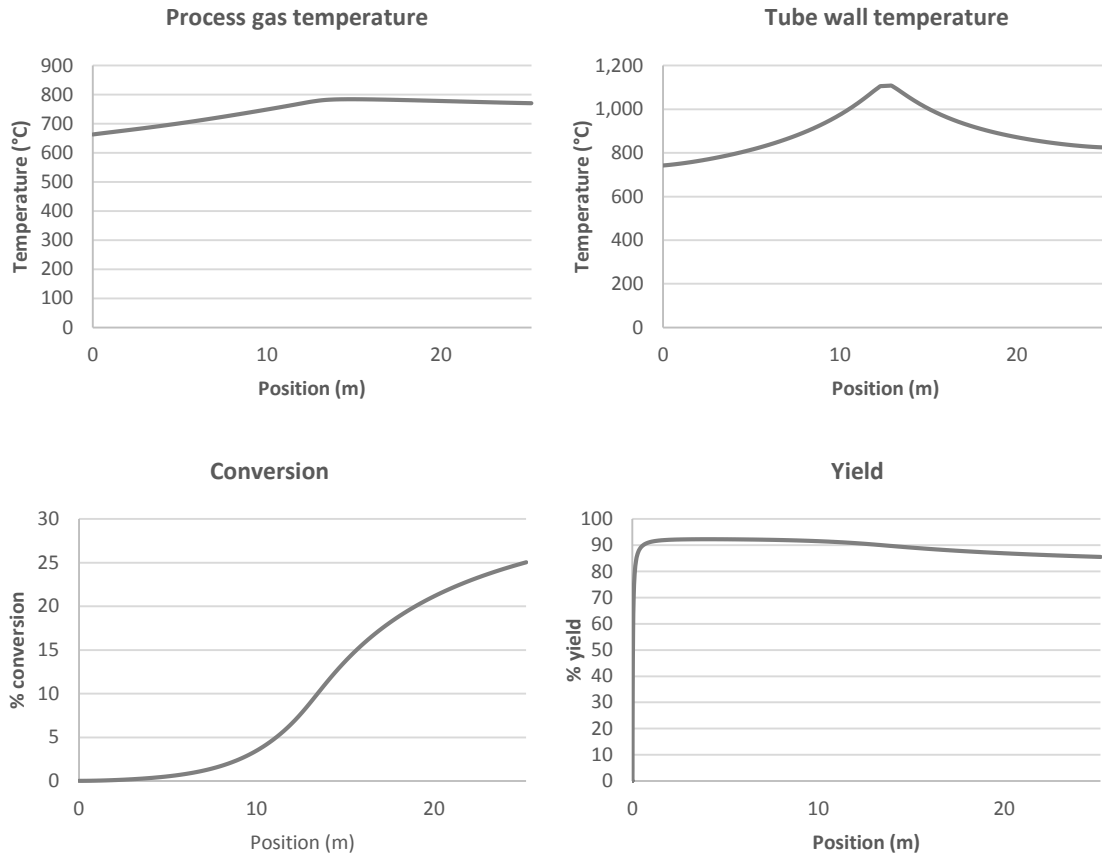 Process gas temperature
900
800
700
600
500
400
300
200
100
0
Temperature (°C)
0 10 20
Position (m)
Tube wall temperature
1,200
1,000
800
600
400
200
0
Temperature (°C)
0 10 20
Position (m)
Conversion
30
25
20
15
10
5
0
% conversion
0 10 20
Position (m)
Yield
100
90
80
70
60
50
40
30
20
10
0
% yield
0 10 20
Position (m)